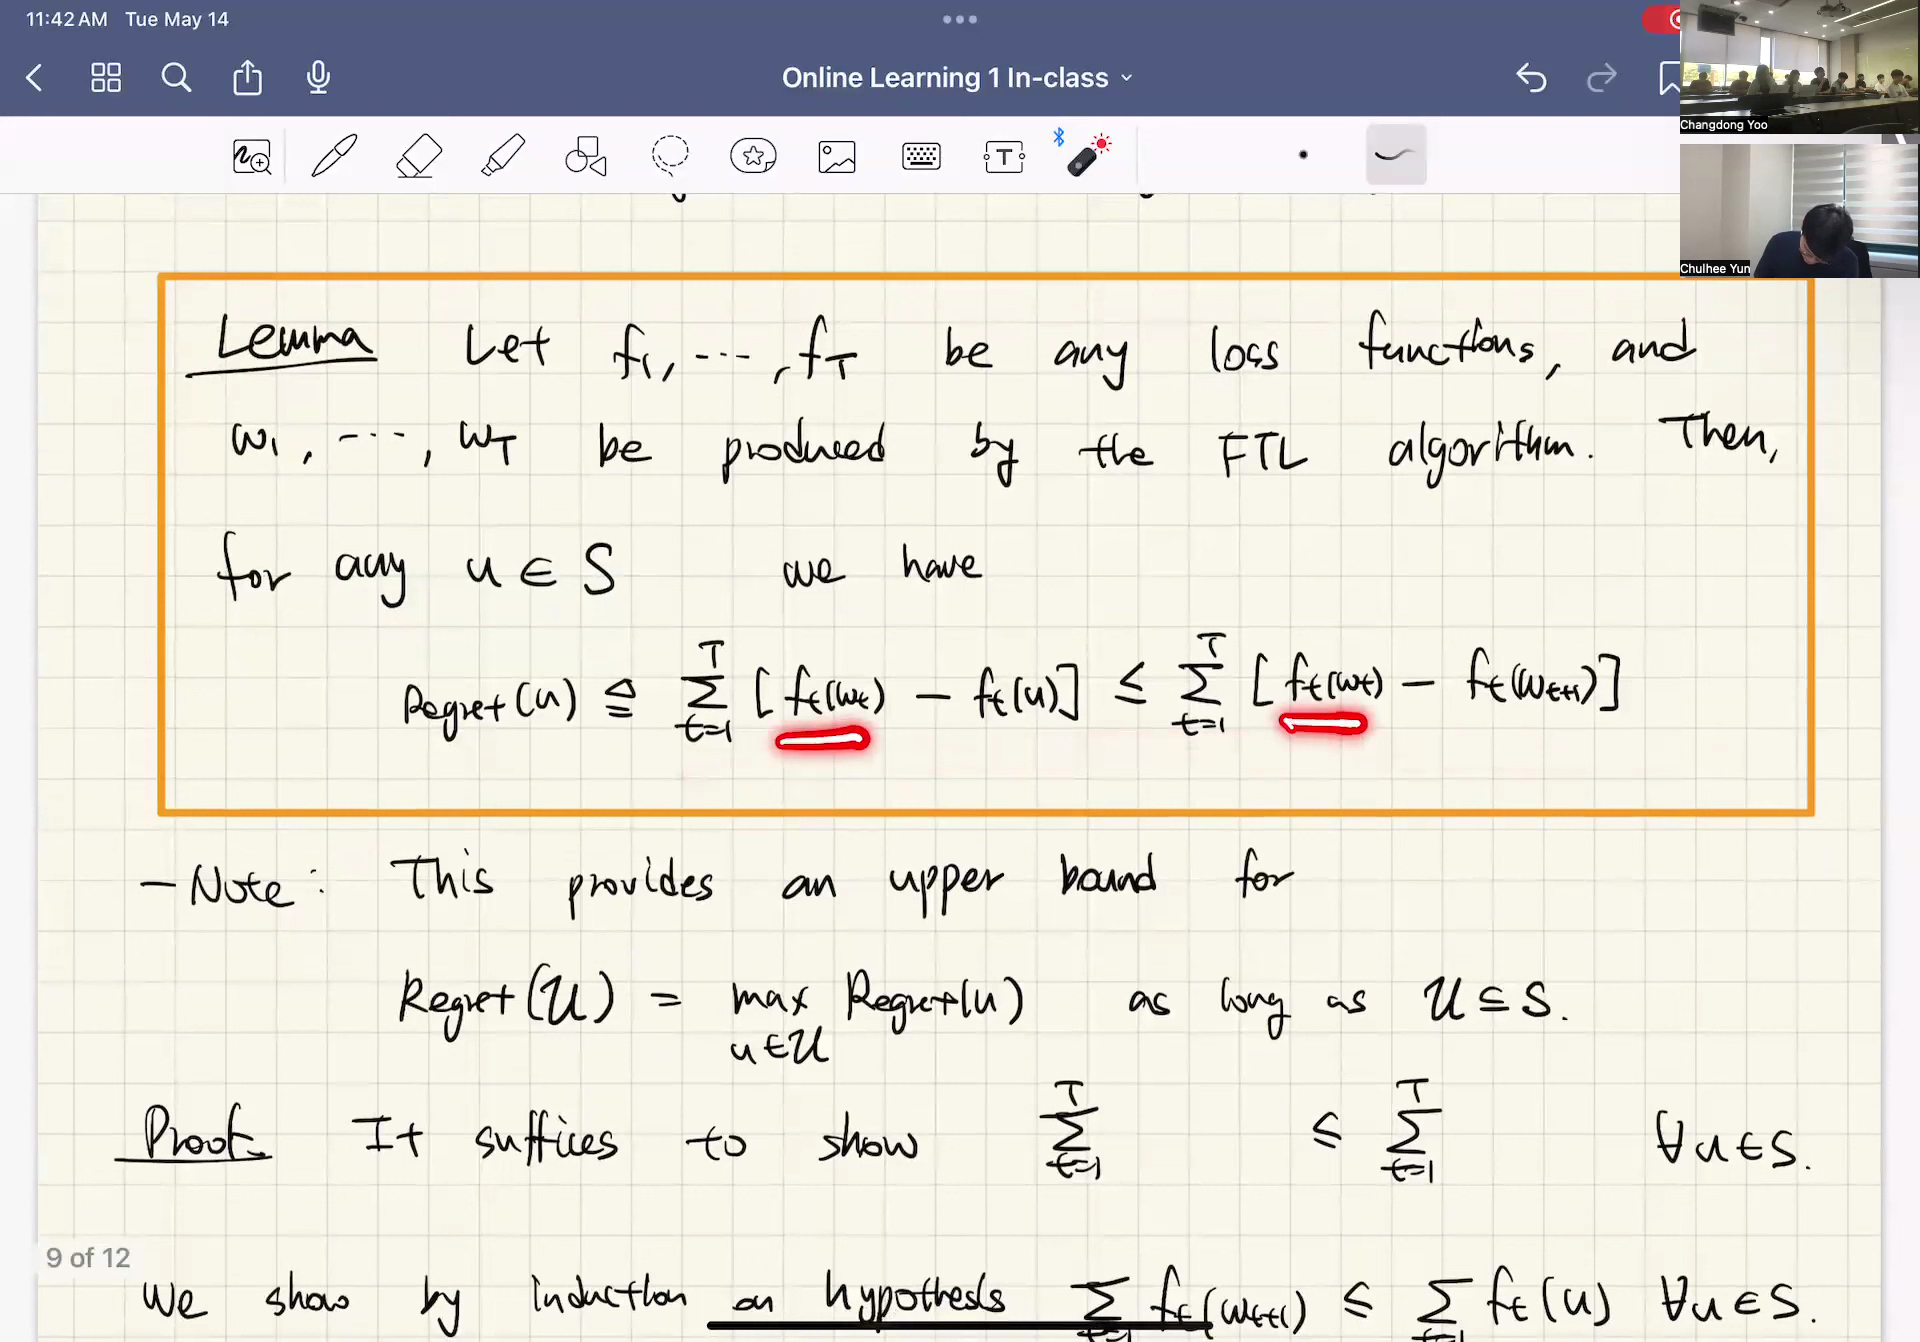 11:42 AM Tue May 14
Online Learning 1 In-class
Changdong Yoo
Chulhee Yun
Lemma Let f₁, ---, f_T be any loss functions, and
w₁, ---, w_T be produced by the FTL algorithm. Then,
for any u ∈ S we have
Regret(u) ≜ Σ_{t=1}^{T} [f_t(w_t) − f_t(u)] ≤ Σ_{t=1}^{T} [f_t(w_t) − f_t(w_{t+1})]
− Note: This provides an upper bound for
Regret(𝒰) = max_{u∈𝒰} Regret(u) as long as 𝒰 ⊆ S.
Proof. It suffices to show Σ_{t=1}^{T} ≤ Σ_{t=1}^{T} ∀u∈S.
9 of 12
We show by induction on hypothesis Σ f_t(w_{t+1}) ≤ Σ f_t(u) ∀u∈S.